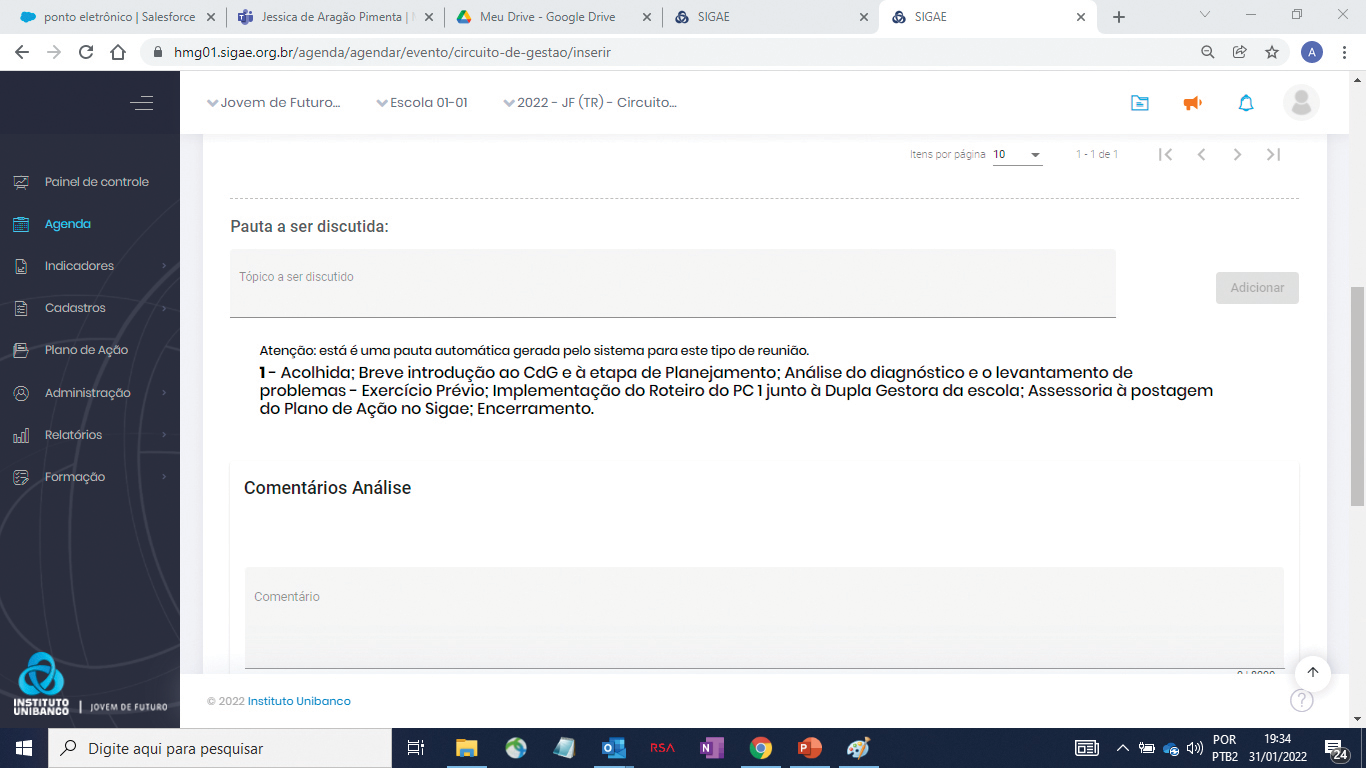 ponto eletrônico | Salesforce
Jessica de Aragão Pimenta |
Meu Drive - Google Drive
SIGAE
SIGAE
hmg01.sigae.org.br/agenda/agendar/evento/circuito-de-gestao/inserir
A
Jovem de Futuro...
Escola 01-01
2022 - JF (TR) - Circuito...
Itens por página 10
1 - 1 de 1
Painel de controle
Agenda
Indicadores
Cadastros
Plano de Ação
Administração
Relatórios
Formação
Pauta a ser discutida:
Tópico a ser discutido
Adicionar
Atenção: está é uma pauta automática gerada pelo sistema para este tipo de reunião.
1 - Acolhida; Breve introdução ao CdG e à etapa de Planejamento; Análise do diagnóstico e o levantamento de
problemas - Exercício Prévio; Implementação do Roteiro do PC 1 junto à Dupla Gestora da escola; Assessoria à postagem
do Plano de Ação no Sigae; Encerramento.
Comentários Análise
Comentário
INSTITUTO
UNIBANCO
| JOVEM DE FUTURO
© 2022 Instituto Unibanco
?
Digite aqui para pesquisar
RSA
POR
PTB2
19:34
31/01/2022
24